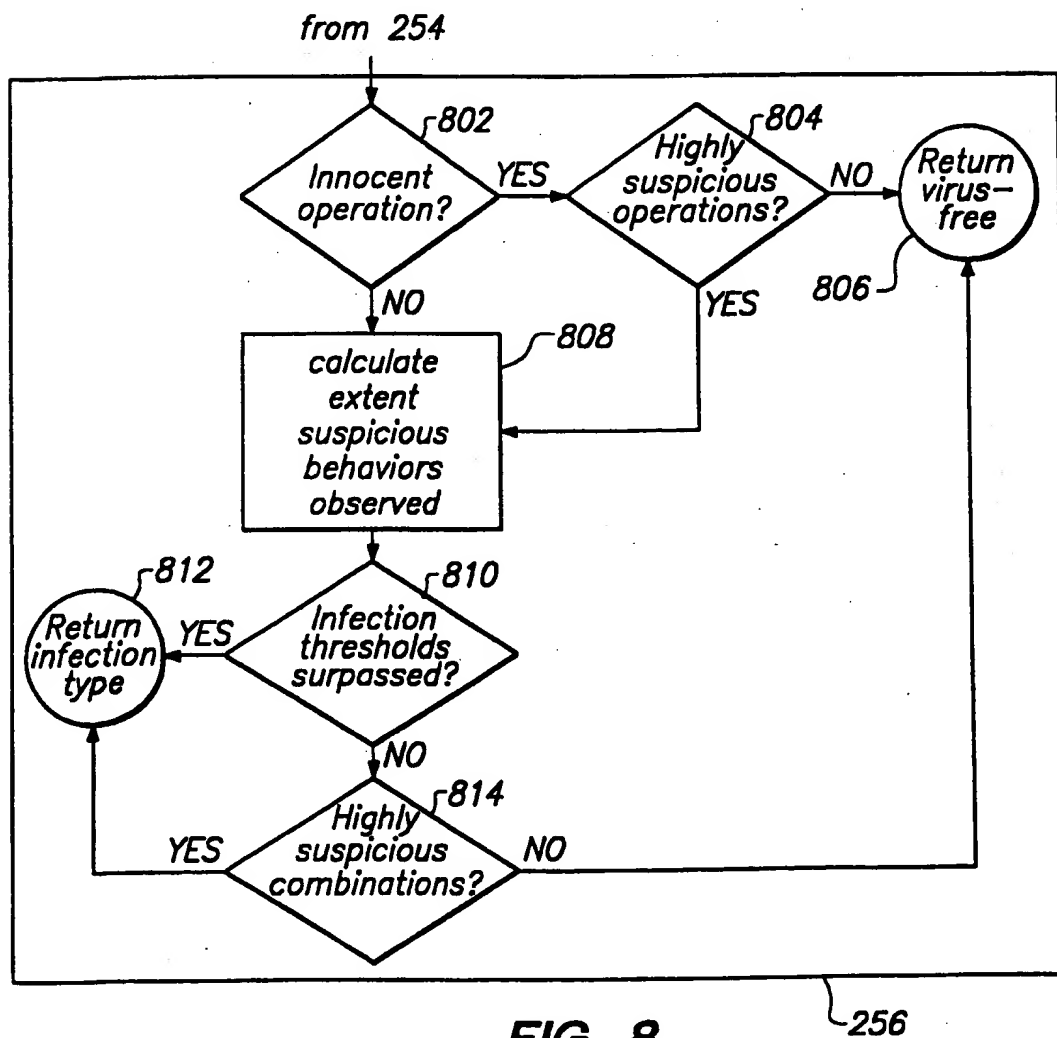 from 254
802
Innocent
operation?
YES
804
Highly
suspicious
operations?
NO
Return
virus-
free
806
NO
YES
808
calculate
extent
suspicious
behaviors
observed
810
Infection
thresholds
surpassed?
YES
812
Return
infection
type
NO
814
Highly
suspicious
combinations?
YES
NO
256
FIG. 8